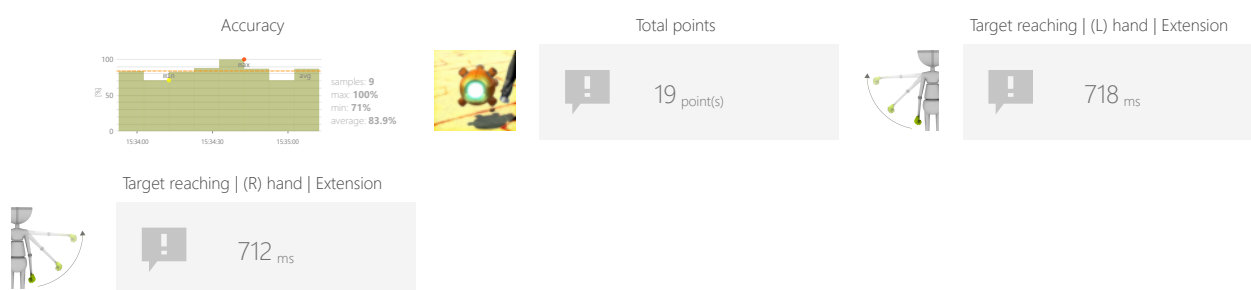 Accuracy
100
50
0
(%)
min
max
avg
15:34:00
15:34:30
15:35:00
samples: 9
max: 100%
min: 71%
average: 83.9%
Total points
19 point(s)
Target reaching | (L) hand | Extension
718 ms
Target reaching | (R) hand | Extension
712 ms